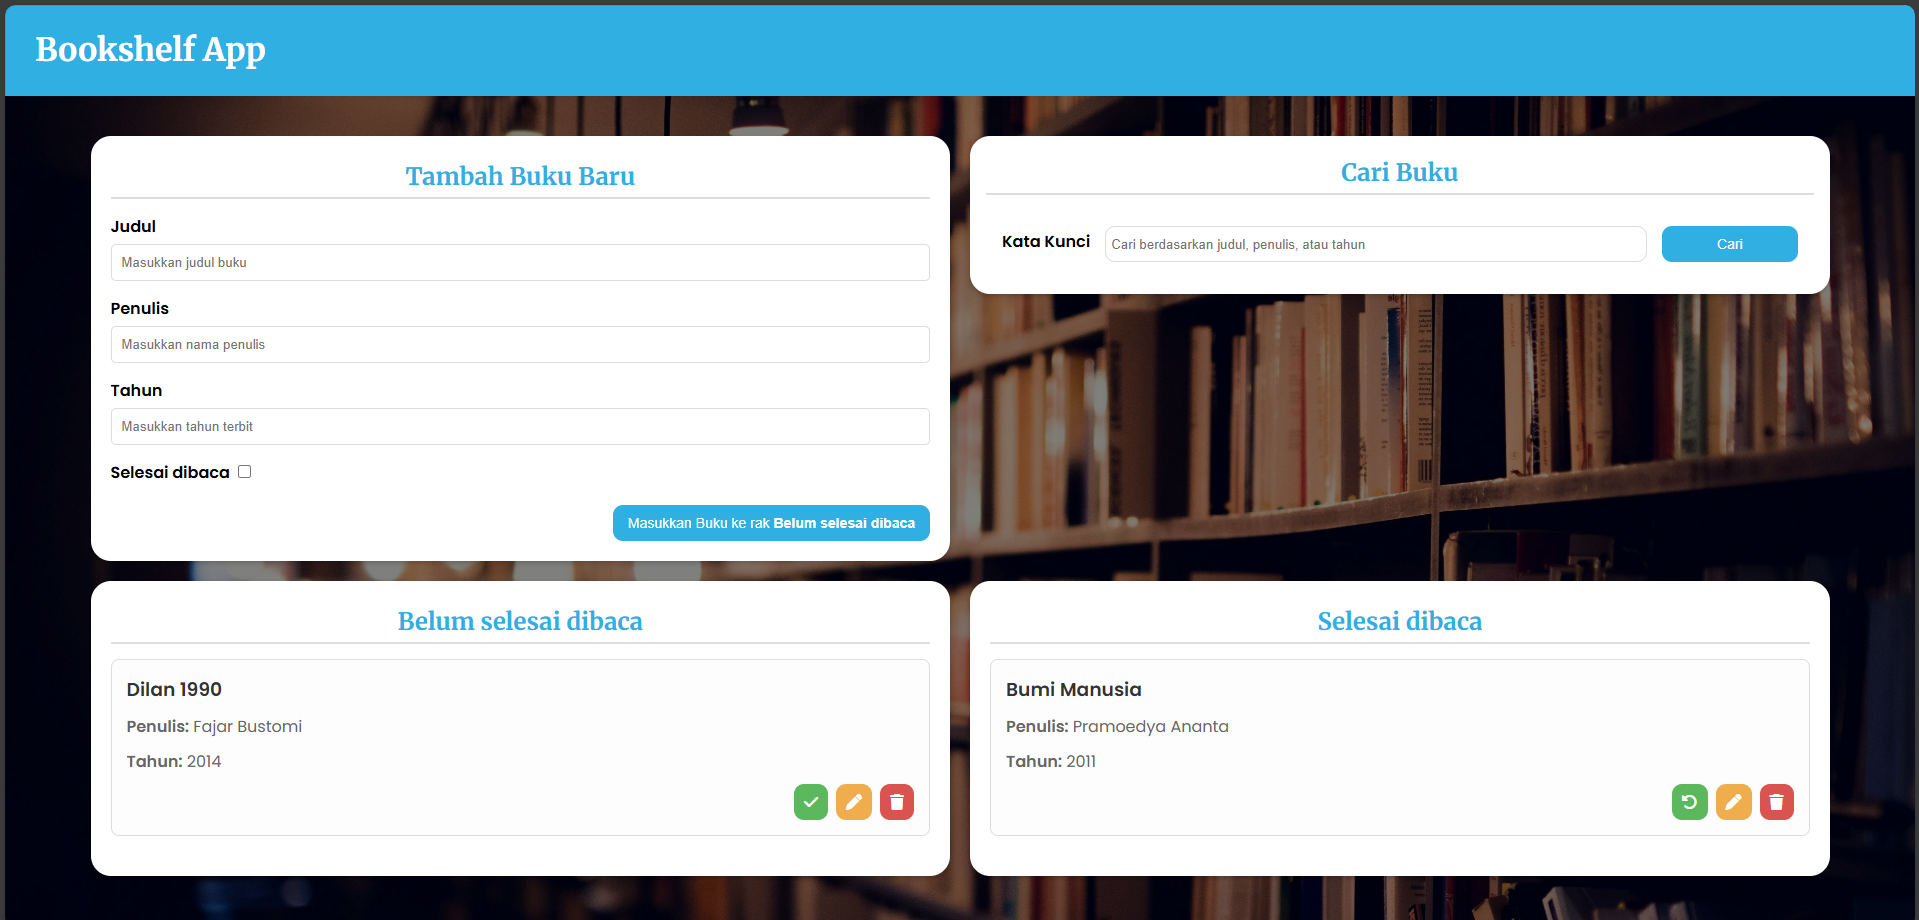 Bookshelf App
Tambah Buku Baru
Judul
Masukkan judul buku
Penulis
Masukkan nama penulis
Tahun
Masukkan tahun terbit
Selesai dibaca
Masukkan Buku ke rak Belum selesai dibaca
Cari Buku
Kata Kunci
Cari berdasarkan judul, penulis, atau tahun
Cari
Belum selesai dibaca
Dilan 1990
Penulis: Fajar Bustomi
Tahun: 2014
Selesai dibaca
Bumi Manusia
Penulis: Pramoedya Ananta
Tahun: 2011